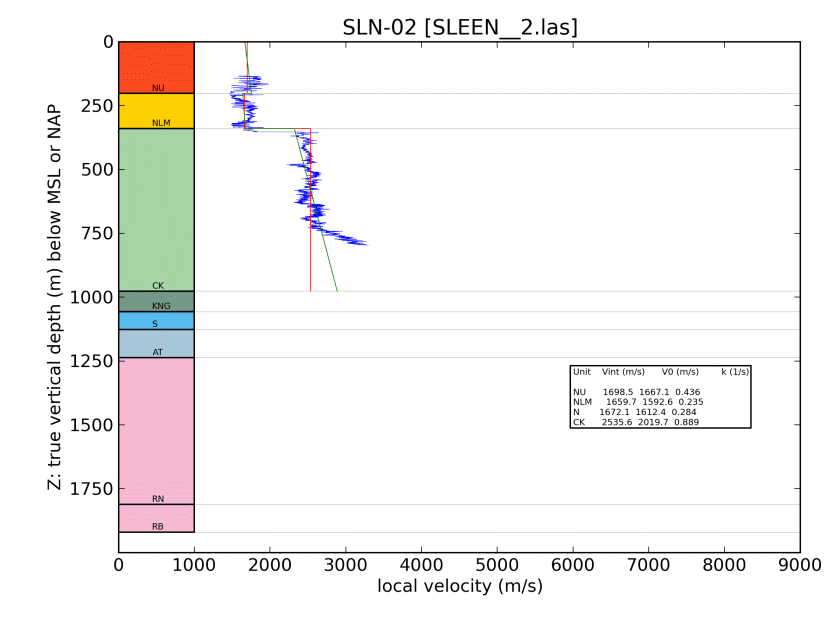 SLN-02 [SLEEN__2.las]
Z: true vertical depth (m) below MSL or NAP
0
250
500
750
1000
1250
1500
1750
NU
NLM
CK
KNG
S
AT
RN
RB
Unit Vint (m/s) V0 (m/s) k (1/s)
NU 1698.5 1667.1 0.436
NLM 1659.7 1592.6 0.235
N 1672.1 1612.4 0.284
CK 2535.6 2019.7 0.889
0 1000 2000 3000 4000 5000 6000 7000 8000 9000
local velocity (m/s)